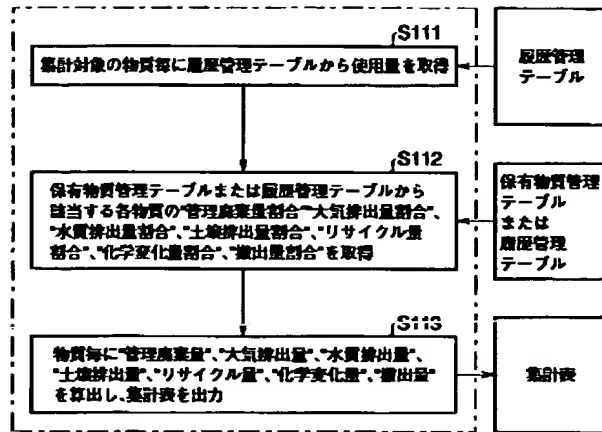 S111
集計対象の物質毎に履歴管理テーブルから使用量を取得
履歴管理
テーブル
S112
保有物質管理テーブルまたは履歴管理テーブルから
該当する各物質の"管理廃棄量割合"大気排出量割合"、
"水質排出量割合"、"土壌排出量割合"、"リサイクル量
割合"、"化学変化量割合"、"搬出量割合"を取得
保有物質管理
テーブル
または
履歴管理
テーブル
S113
物質毎に"管理廃棄量"、"大気排出量"、"水質排出量"、
"土壌排出量"、"リサイクル量"、"化学変化量"、"搬出量"
を算出し、集計表を出力
集計表